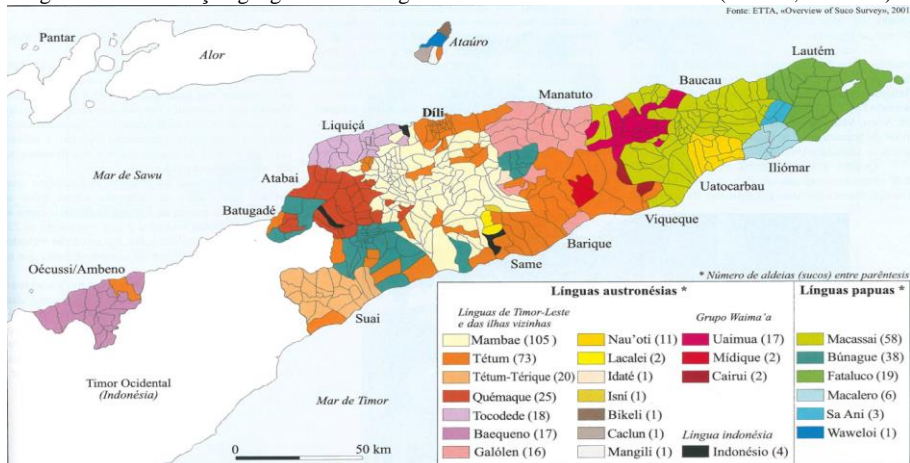 Fonte: ETTA, «Overview of Suco Survey», 2001
Pantar
Alor
Ataúro
Lautém
Baucau
Manatuto
Díli
Liquiçá
Mar de Sawu
Atabai
Iliómar
Uatocarbau
Batugadé
Viqueque
Barique
Same
Oécussi/Ambeno
Suai
* Número de aldeias (sucos) entre parêntesis
Timor Ocidental
(Indonésia)
Mar de Timor
0 50 km
Línguas austronésias *
Línguas de Timor-Leste
e das ilhas vizinhas
Mambae (105)
Tétum (73)
Tétum-Térique (20)
Quémaque (25)
Tocodede (18)
Baequeno (17)
Galólen (16)
Nau'oti (11)
Lacalei (2)
Idaté (1)
Isní (1)
Bikeli (1)
Caclun (1)
Mangili (1)
Grupo Waima'a
Uaimua (17)
Mídique (2)
Cairui (2)
Língua indonésia
Indonésio (4)
Línguas papuas *
Macassai (58)
Búnague (38)
Fataluco (19)
Macalero (6)
Sa Ani (3)
Waweloi (1)